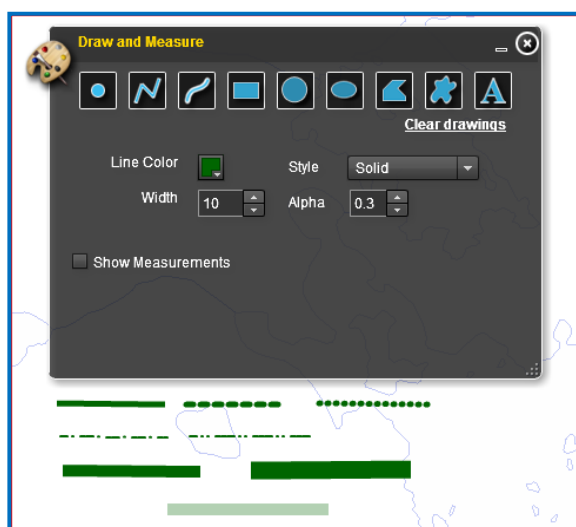 Draw and Measure
A
Clear drawings
Line Color
Style
Solid
Width
10
Alpha
0.3
Show Measurements